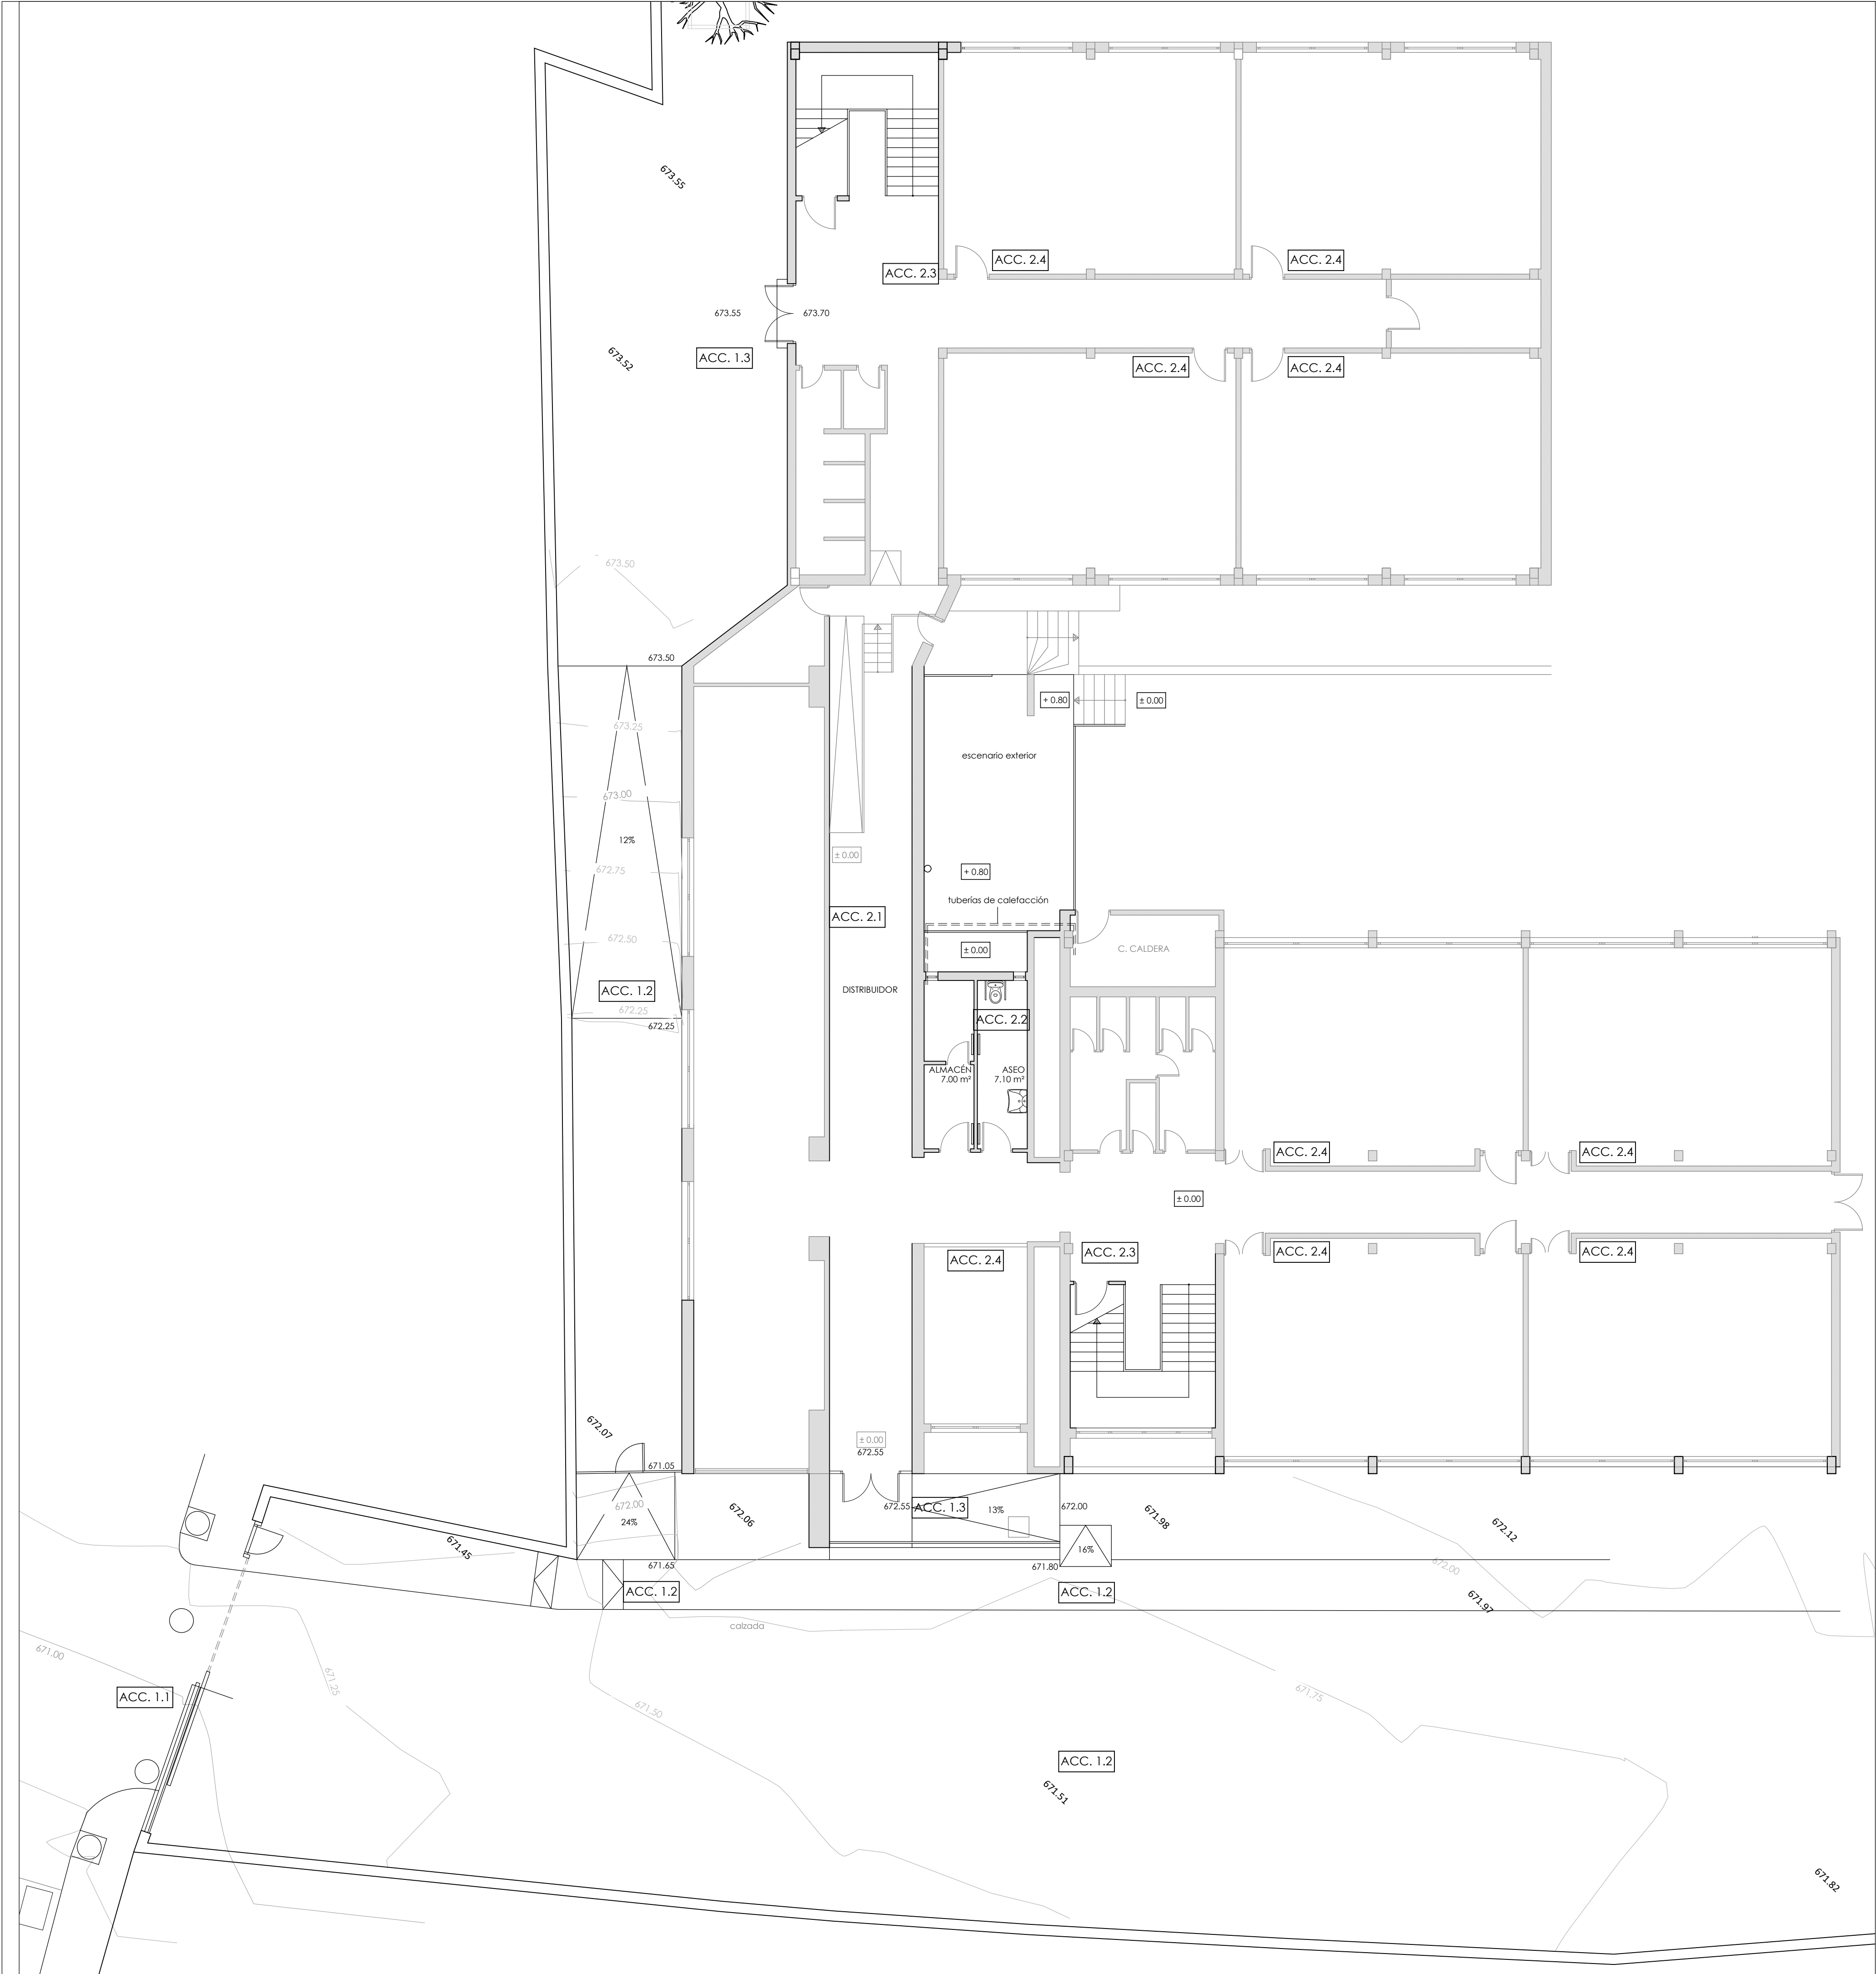 673.55
ACC. 2.4
ACC. 2.4
ACC. 2.3
673.55
673.70
673.52
ACC. 1.3
ACC. 2.4
ACC. 2.4
673.50
673.50
+ 0.80
± 0.00
673.25
escenario exterior
673.00
12%
± 0.00
672.75
+ 0.80
tuberías de calefacción
ACC. 2.1
672.50
± 0.00
C. CALDERA
DISTRIBUIDOR
ACC. 1.2
672.25
ACC. 2.2
672.25
ALMACÉN
7.00 m²
ASEO
7.10 m²
ACC. 2.4
ACC. 2.4
± 0.00
ACC. 2.3
ACC. 2.4
ACC. 2.4
ACC. 2.4
672.07
± 0.00
672.55
671.05
672.00
24%
672.06
672.55
ACC. 1.3
13%
672.00
671.98
672.12
671.45
16%
671.65
671.80
672.00
ACC. 1.2
ACC. 1.2
671.97
calzada
671.00
671.25
ACC. 1.1
671.50
671.75
ACC. 1.2
671.51
671.82